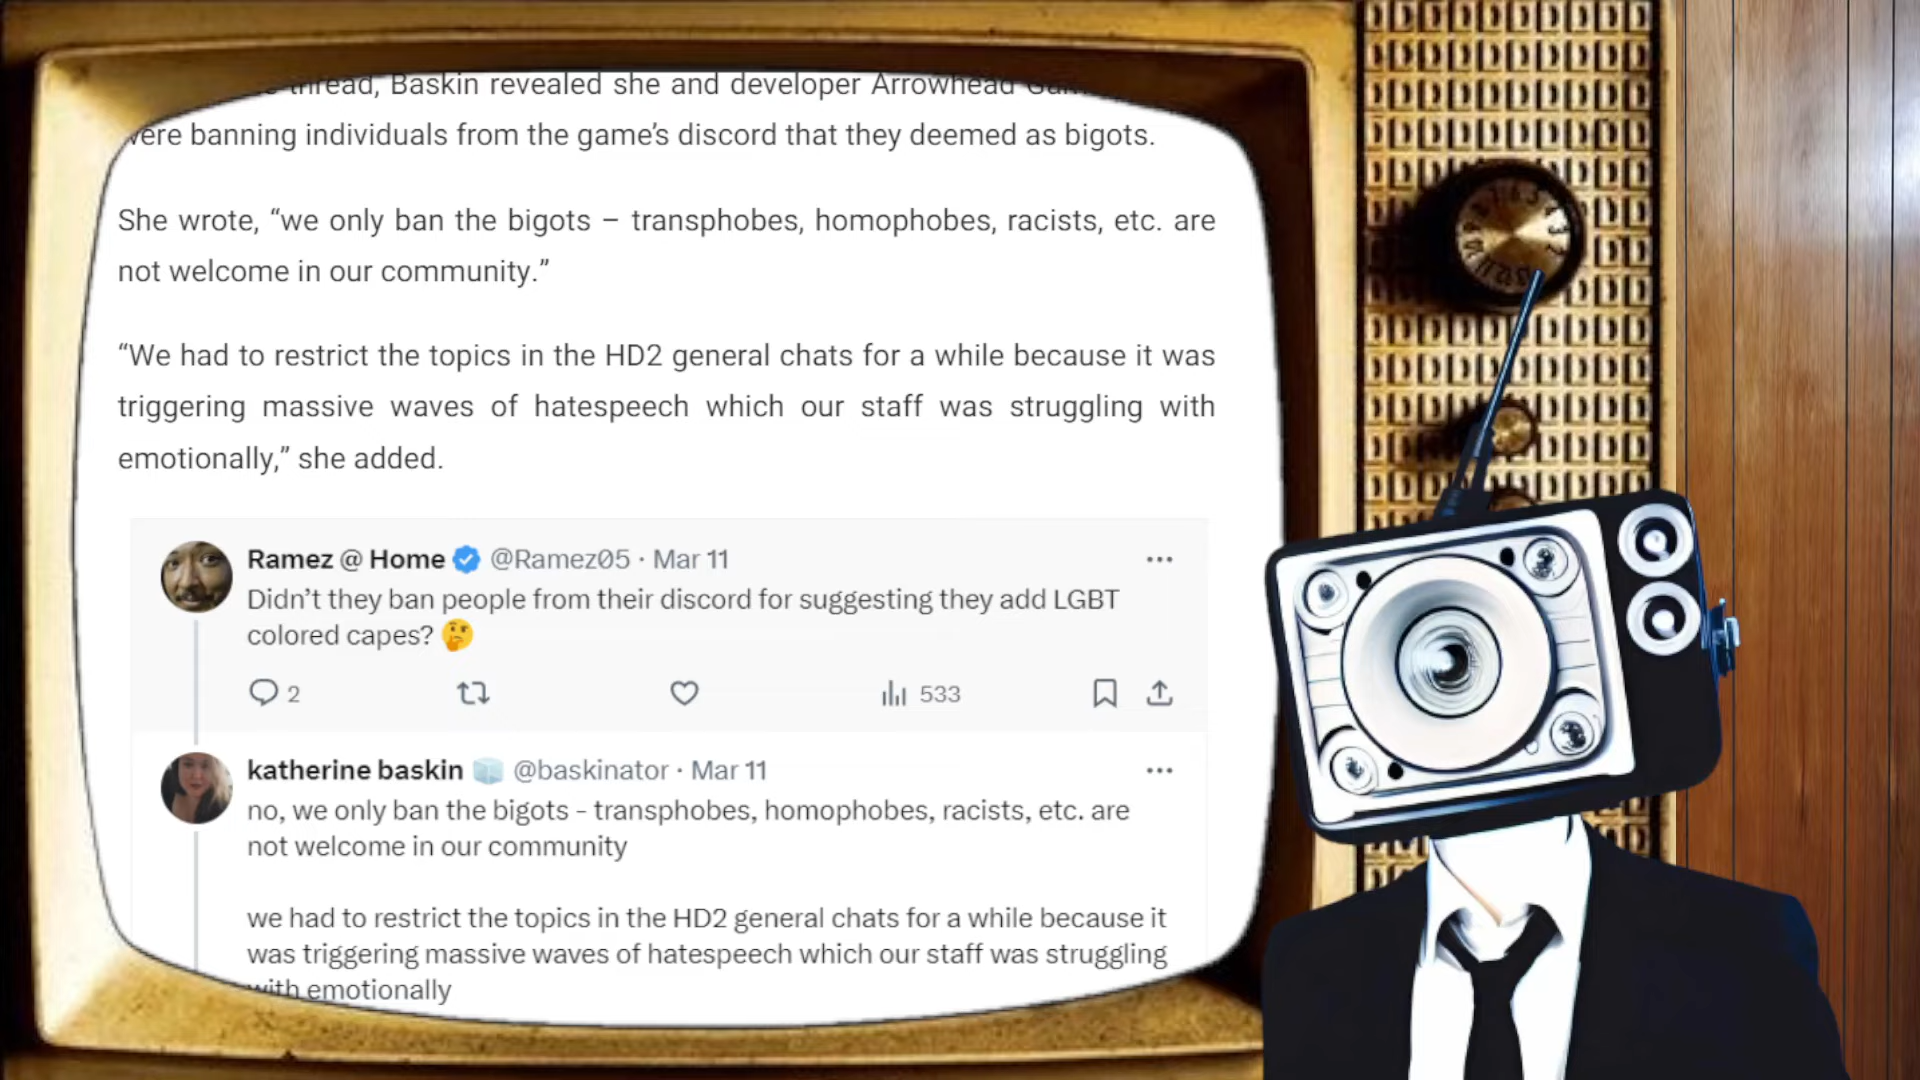 thread, Baskin revealed she and developer Arrowhead
were banning individuals from the game’s discord that they deemed as bigots.
She wrote, “we only ban the bigots – transphobes, homophobes, racists, etc. are
not welcome in our community.”
“We had to restrict the topics in the HD2 general chats for a while because it was
triggering massive waves of hatespeech which our staff was struggling with
emotionally,” she added.
Ramez @ Home @Ramez05 · Mar 11
Didn’t they ban people from their discord for suggesting they add LGBT
colored capes? 🤔
2 533
katherine baskin 🧊 @baskinator · Mar 11
no, we only ban the bigots - transphobes, homophobes, racists, etc. are
not welcome in our community
we had to restrict the topics in the HD2 general chats for a while because it
was triggering massive waves of hatespeech which our staff was struggling
with emotionally